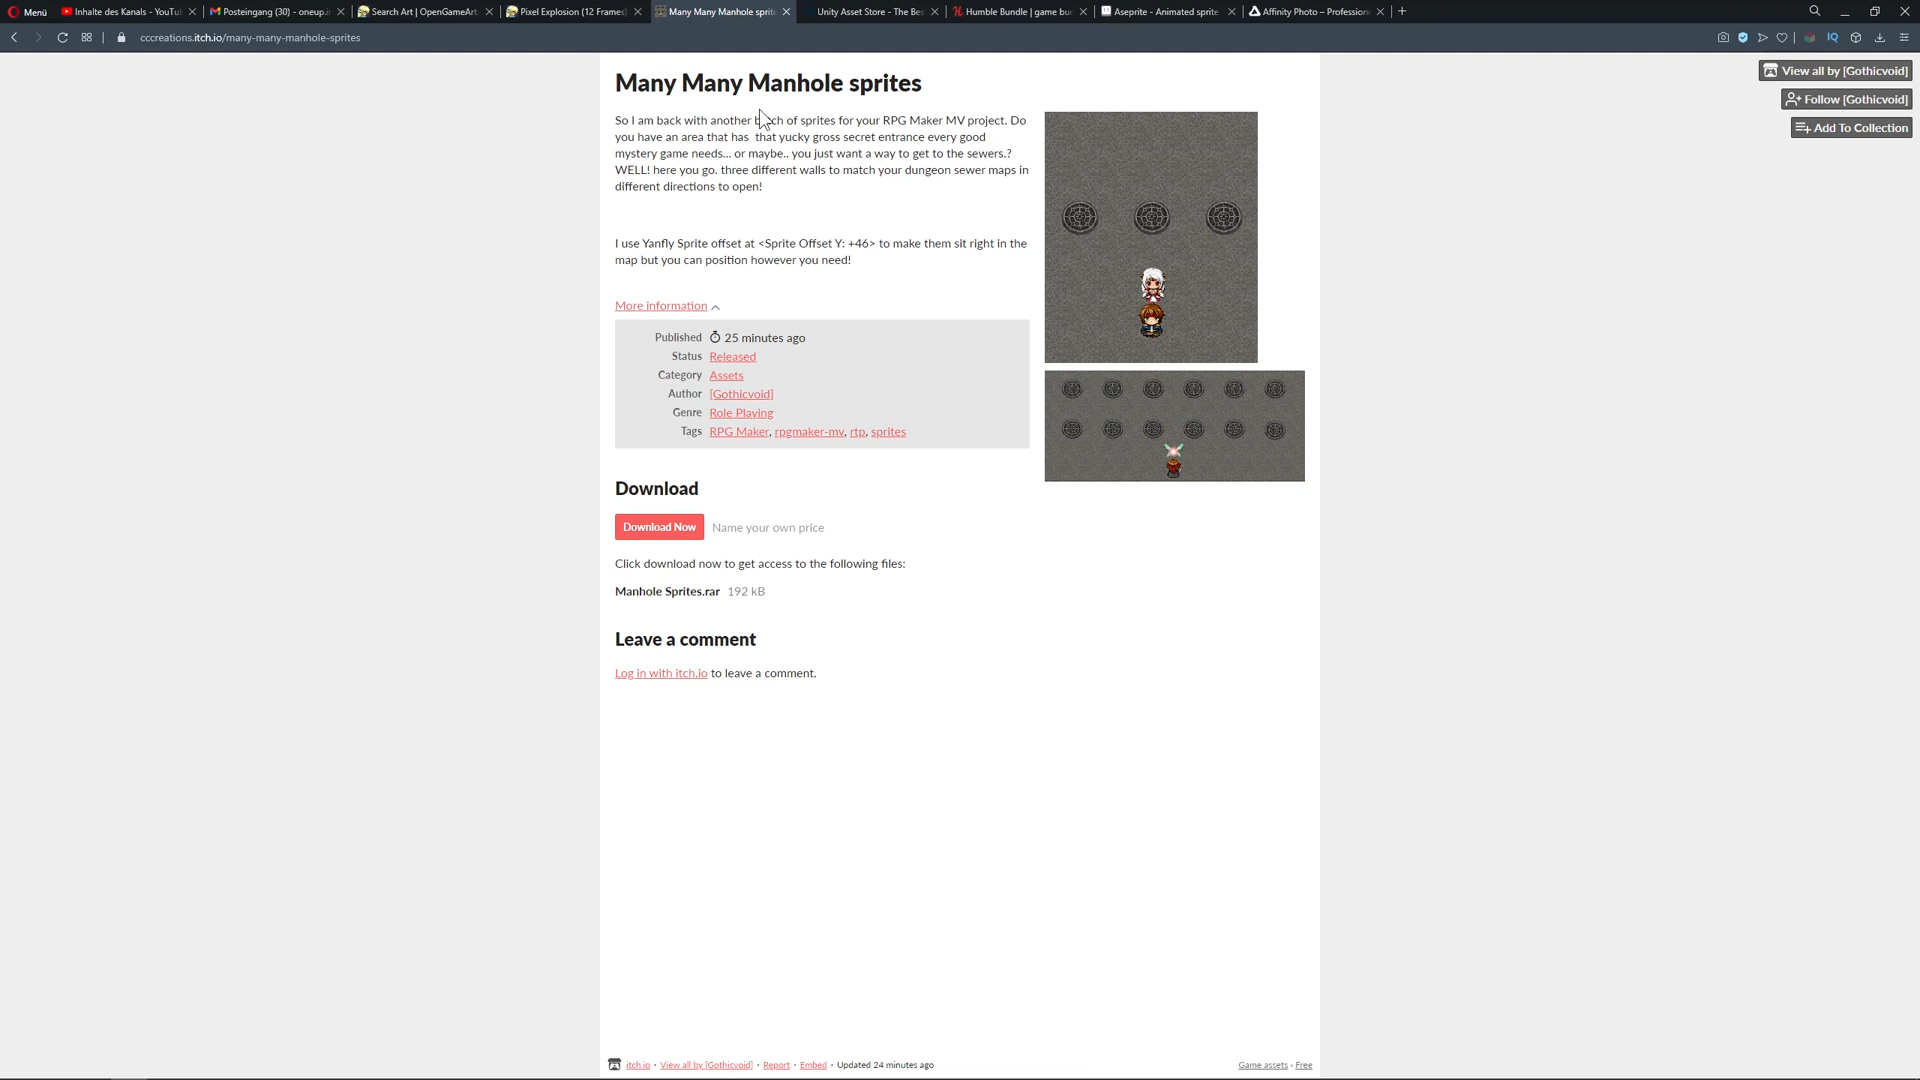 Menü
Inhalte des Kanals - YouTu
Posteingang (30) - oneup.i
Search Art | OpenGameArt.
Pixel Explosion (12 Frames)
Many Many Manhole sprit
Unity Asset Store - The Be
Humble Bundle | game bu
Aseprite - Animated sprite
Affinity Photo – Profession
cccreations.itch.io/many-many-manhole-sprites
IQ
View all by [Gothicvoid]
Follow [Gothicvoid]
Add To Collection
Many Many Manhole sprites
So I am back with another batch of sprites for your RPG Maker MV project. Do
you have an area that has that yucky gross secret entrance every good
mystery game needs... or maybe.. you just want a way to get to the sewers.?
WELL! here you go. three different walls to match your dungeon sewer maps in
different directions to open!
I use Yanfly Sprite offset at <Sprite Offset Y: +46> to make them sit right in the
map but you can position however you need!
More information
Published 25 minutes ago
Status Released
Category Assets
Author [Gothicvoid]
Genre Role Playing
Tags RPG Maker, rpgmaker-mv, rtp, sprites
Download
Download Now Name your own price
Click download now to get access to the following files:
Manhole Sprites.rar 192 kB
Leave a comment
Log in with itch.io to leave a comment.
itch.io · View all by [Gothicvoid] · Report · Embed · Updated 24 minutes ago
Game assets › Free